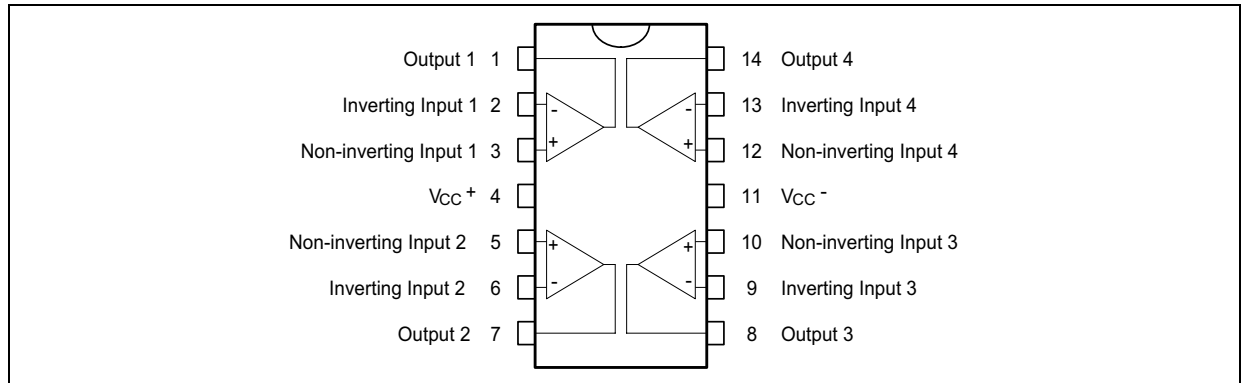 Output 1 1 14 Output 4
Inverting Input 1 2 - - 13 Inverting Input 4
Non-inverting Input 1 3 + + 12 Non-inverting Input 4
VCC + 4 11 VCC -
Non-inverting Input 2 5 + + 10 Non-inverting Input 3
Inverting Input 2 6 - - 9 Inverting Input 3
Output 2 7 8 Output 3